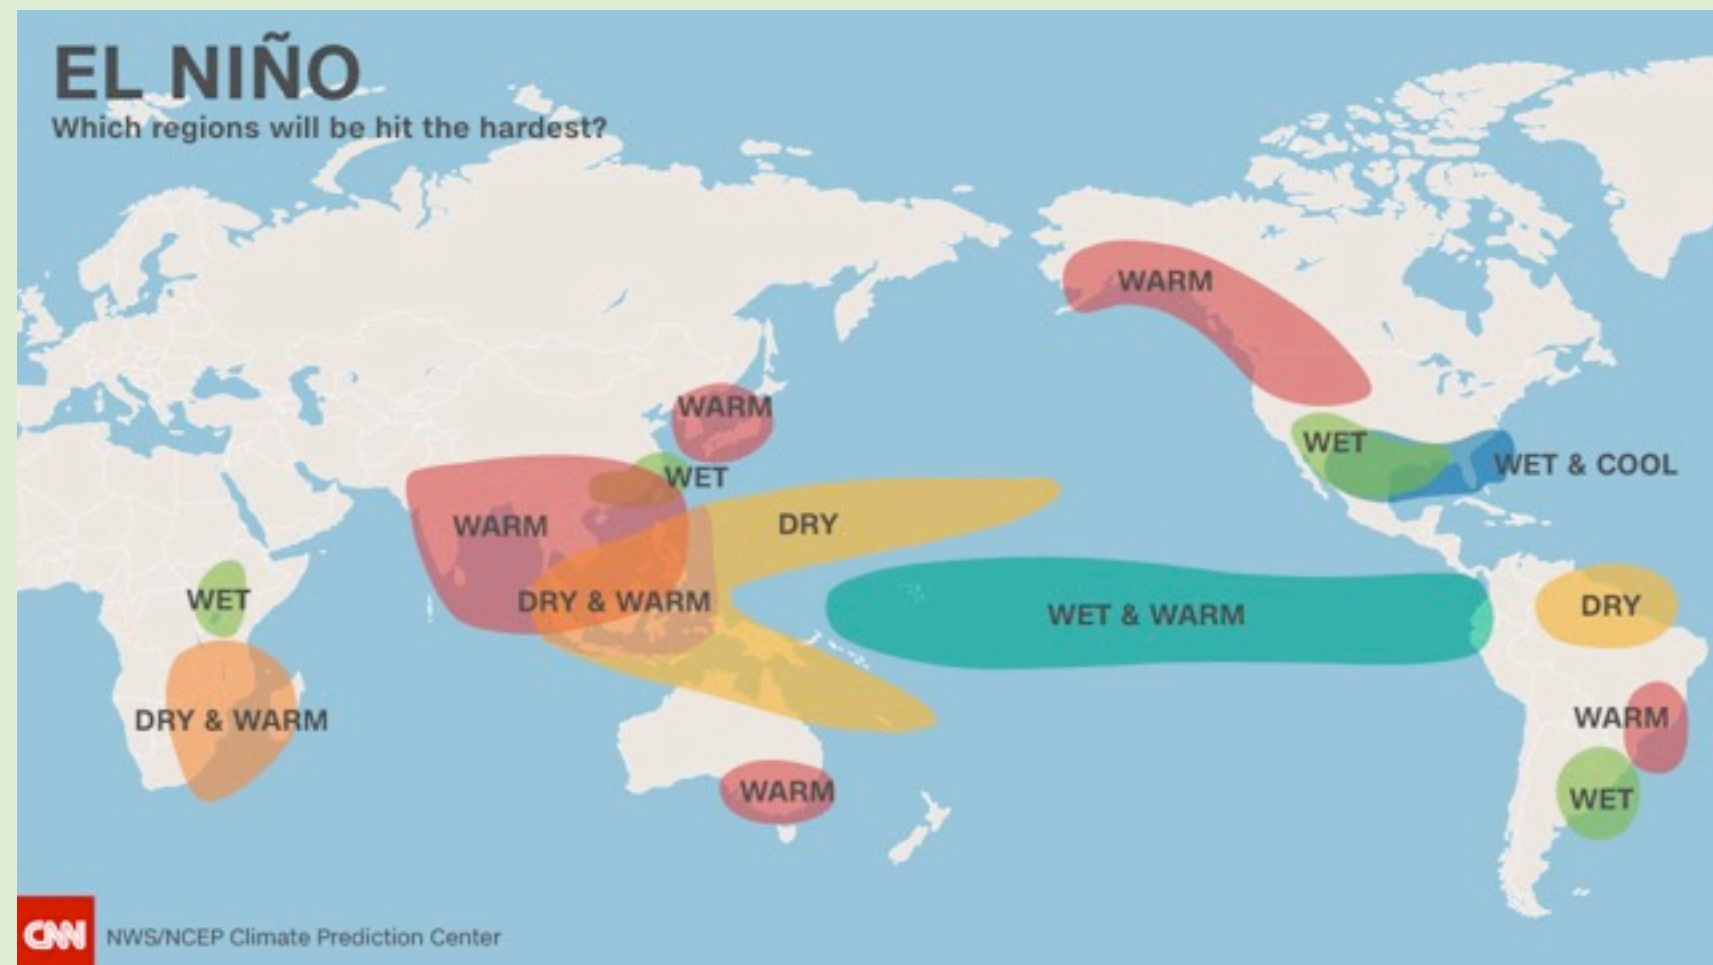 EL NIÑO
Which regions will be hit the hardest?
WARM
WARM
WET
WET & COOL
WET
WARM
DRY
WET
DRY & WARM
WET & WARM
DRY
DRY & WARM
WARM
WARM
WET
CNN
NWS/NCEP Climate Prediction Center